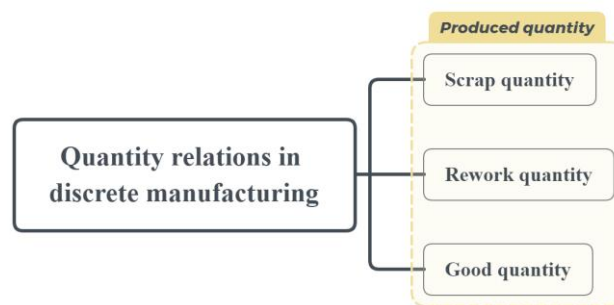 Produced quantity
Scrap quantity
Quantity relations in
discrete manufacturing
Rework quantity
Good quantity